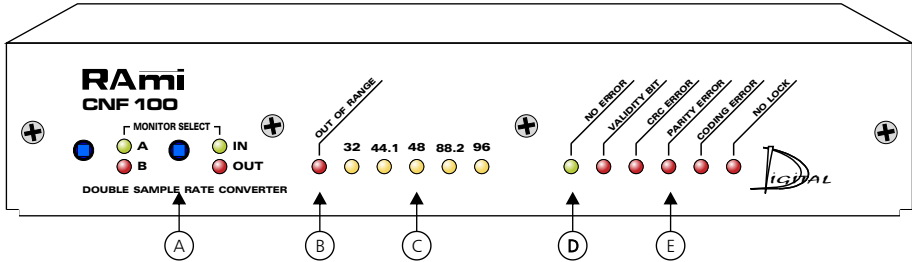 RAmi
CNF 100
MONITOR SELECT
A IN
B OUT
DOUBLE SAMPLE RATE CONVERTER
OUT OF RANGE
32 44.1 48 88.2 96
NO ERROR
VALIDITY BIT
CRC ERROR
PARITY ERROR
CODING ERROR
NO LOCK
DIGITAL
A B C D E